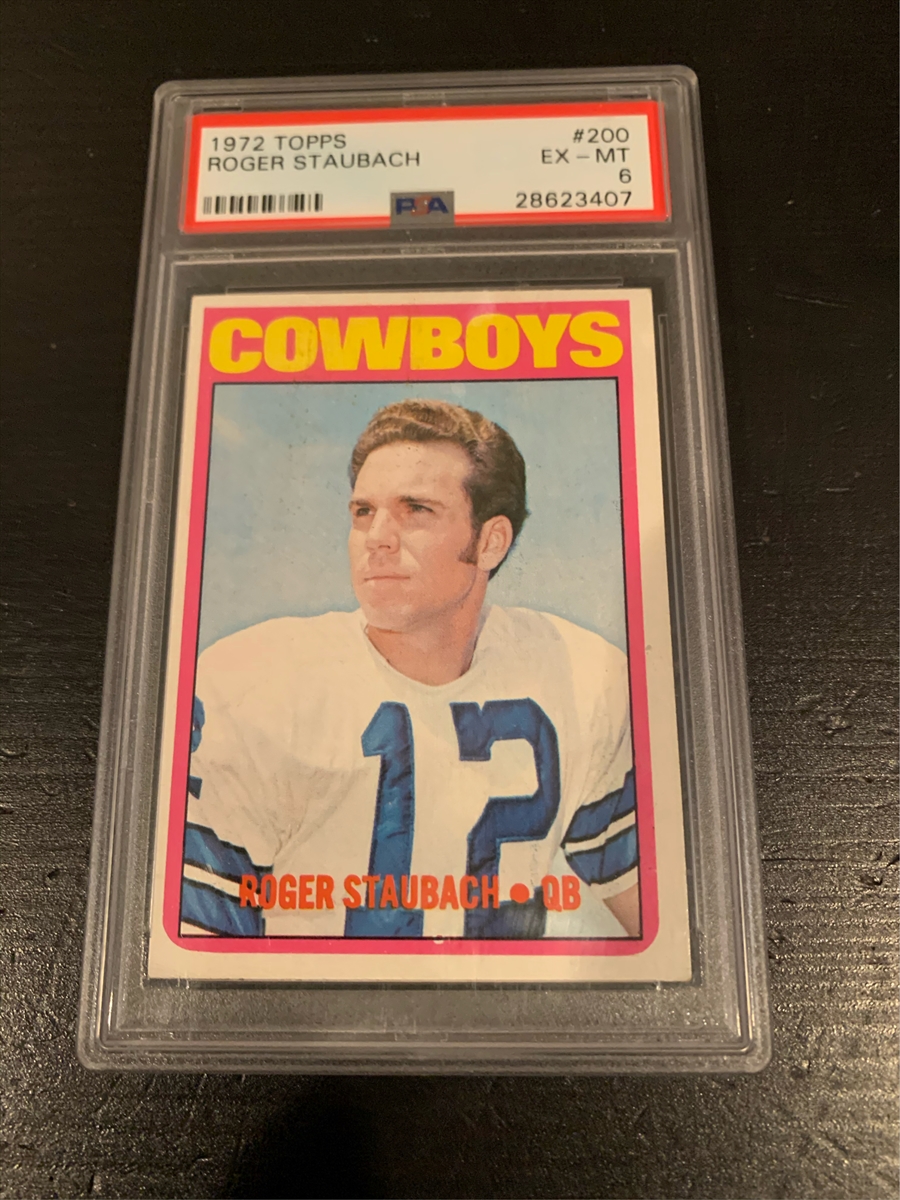 1972 TOPPS #200
ROGER STAUBACH EX - MT
6
PSA 28623407
COWBOYS
12
ROGER STAUBACH • QB